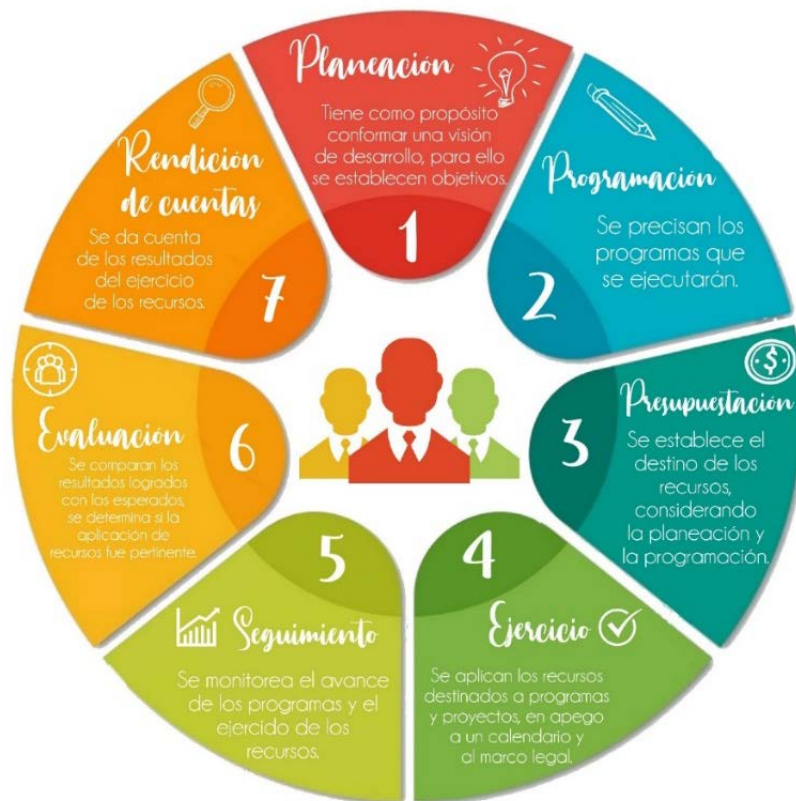 Planeación
Tiene como propósito
conformar una visión
de desarrollo, para ello
se establecen objetivos.
1
Programación
Se precisan los
programas que
se ejecutarán.
2
Presupuestación
Se establece el
destino de los
recursos,
considerando
la planeación y
la programación.
3
Ejercicio
Se aplican los recursos
destinados a programas
y proyectos, en apego
a un calendario y
al marco legal.
4
Seguimiento
Se monitorea el avance
de los programas y el
ejercido de los
recursos.
5
Evaluación
Se comparan los
resultados logrados
con los esperados,
se determina si la
aplicación de
recursos fue pertinente.
6
Rendición
de cuentas
Se da cuenta
de los resultados
del ejercicio
de los recursos.
7